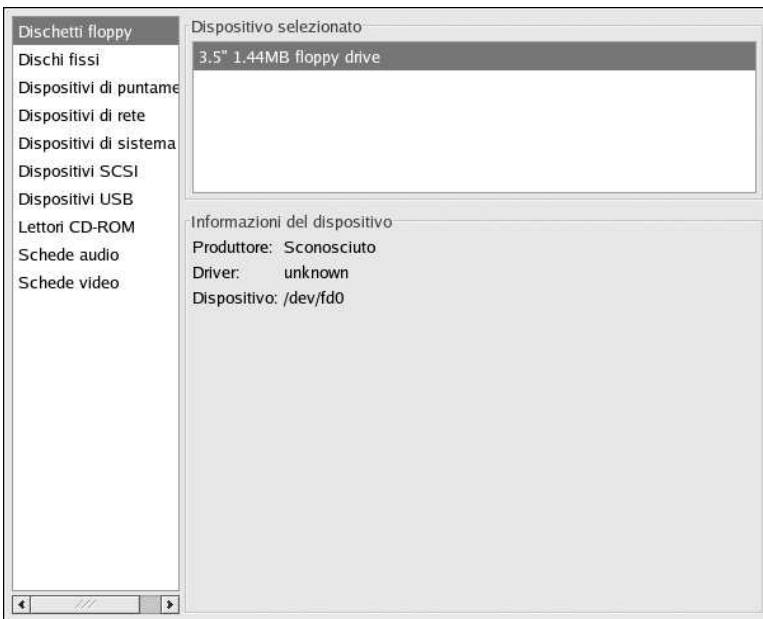 Dischetti floppy
Dischi fissi
Dispositivi di puntame
Dispositivi di rete
Dispositivi di sistema
Dispositivi SCSI
Dispositivi USB
Lettori CD-ROM
Schede audio
Schede video
Dispositivo selezionato
3.5" 1.44MB floppy drive
Informazioni del dispositivo
Produttore: Sconosciuto
Driver: unknown
Dispositivo: /dev/fd0